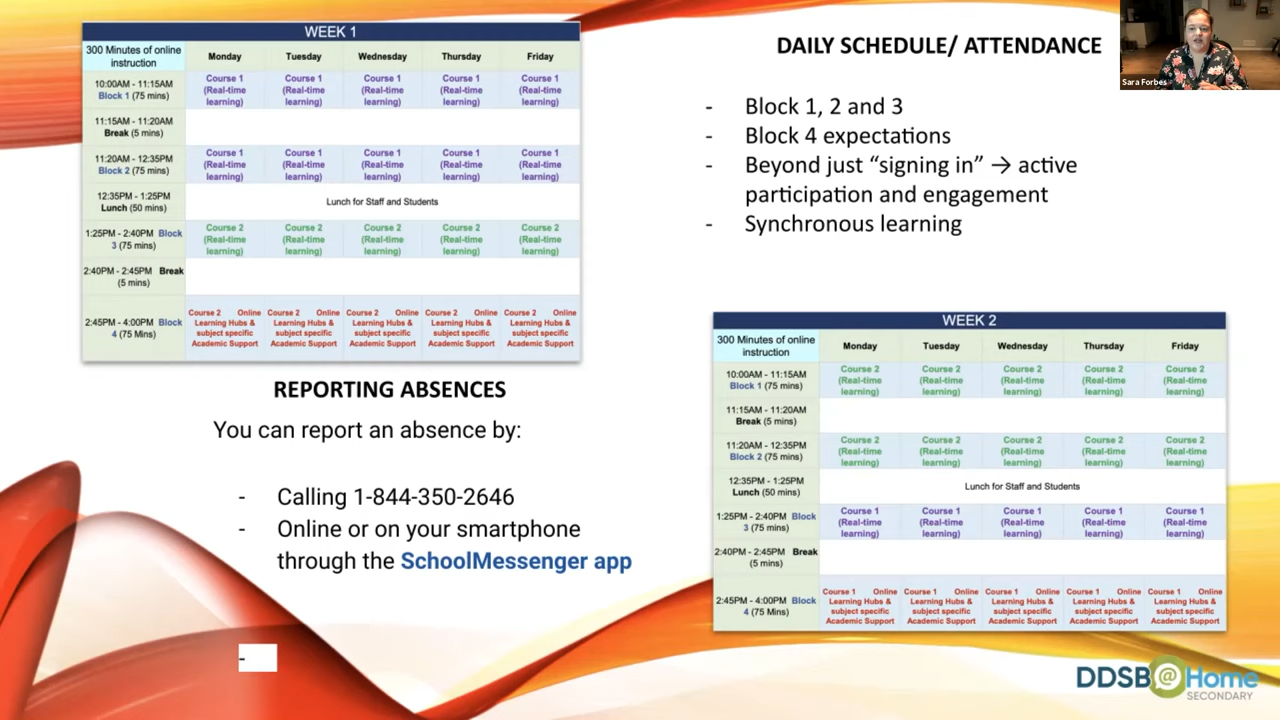 WEEK 1
300 Minutes of online instruction Monday Tuesday Wednesday Thursday Friday
10:00AM - 11:15AM Block 1 (75 mins) Course 1 (Real-time learning) Course 1 (Real-time learning) Course 1 (Real-time learning) Course 1 (Real-time learning) Course 1 (Real-time learning)
11:15AM - 11:20AM Break (5 mins)
11:20AM - 12:35PM Block 2 (75 mins) Course 1 (Real-time learning) Course 1 (Real-time learning) Course 1 (Real-time learning) Course 1 (Real-time learning) Course 1 (Real-time learning)
12:35PM - 1:25PM Lunch (50 mins) Lunch for Staff and Students
1:25PM - 2:40PM Block 3 (75 mins) Course 2 (Real-time learning) Course 2 (Real-time learning) Course 2 (Real-time learning) Course 2 (Real-time learning) Course 2 (Real-time learning)
2:40PM - 2:45PM Break (5 mins)
2:45PM - 4:00PM Block 4 (75 Mins) Course 2 Online Learning Hubs & subject specific Academic Support Course 2 Online Learning Hubs & subject specific Academic Support Course 2 Online Learning Hubs & subject specific Academic Support Course 2 Online Learning Hubs & subject specific Academic Support Course 2 Online Learning Hubs & subject specific Academic Support
REPORTING ABSENCES
You can report an absence by:
- Calling 1-844-350-2646
- Online or on your smartphone
through the SchoolMessenger app
-
DAILY SCHEDULE/ ATTENDANCE
- Block 1, 2 and 3
- Block 4 expectations
- Beyond just “signing in” → active
participation and engagement
- Synchronous learning
Sara Forbes
WEEK 2
300 Minutes of online instruction Monday Tuesday Wednesday Thursday Friday
10:00AM - 11:15AM Block 1 (75 mins) Course 2 (Real-time learning) Course 2 (Real-time learning) Course 2 (Real-time learning) Course 2 (Real-time learning) Course 2 (Real-time learning)
11:15AM - 11:20AM Break (5 mins)
11:20AM - 12:35PM Block 2 (75 mins) Course 2 (Real-time learning) Course 2 (Real-time learning) Course 2 (Real-time learning) Course 2 (Real-time learning) Course 2 (Real-time learning)
12:35PM - 1:25PM Lunch (50 mins) Lunch for Staff and Students
1:25PM - 2:40PM Block 3 (75 mins) Course 1 (Real-time learning) Course 1 (Real-time learning) Course 1 (Real-time learning) Course 1 (Real-time learning) Course 1 (Real-time learning)
2:40PM - 2:45PM Break (5 mins)
2:45PM - 4:00PM Block 4 (75 Mins) Course 1 Online Learning Hubs & subject specific Academic Support Course 1 Online Learning Hubs & subject specific Academic Support Course 1 Online Learning Hubs & subject specific Academic Support Course 1 Online Learning Hubs & subject specific Academic Support Course 1 Online Learning Hubs & subject specific Academic Support
DDSB@Home
SECONDARY